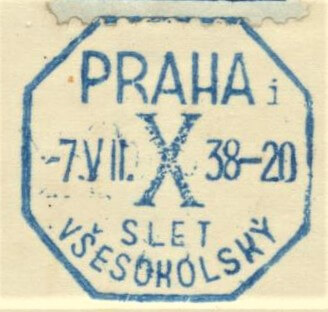 PRAHA i
X
-7.VII. 38-20
SLET
VŠESOKOLSKÝ